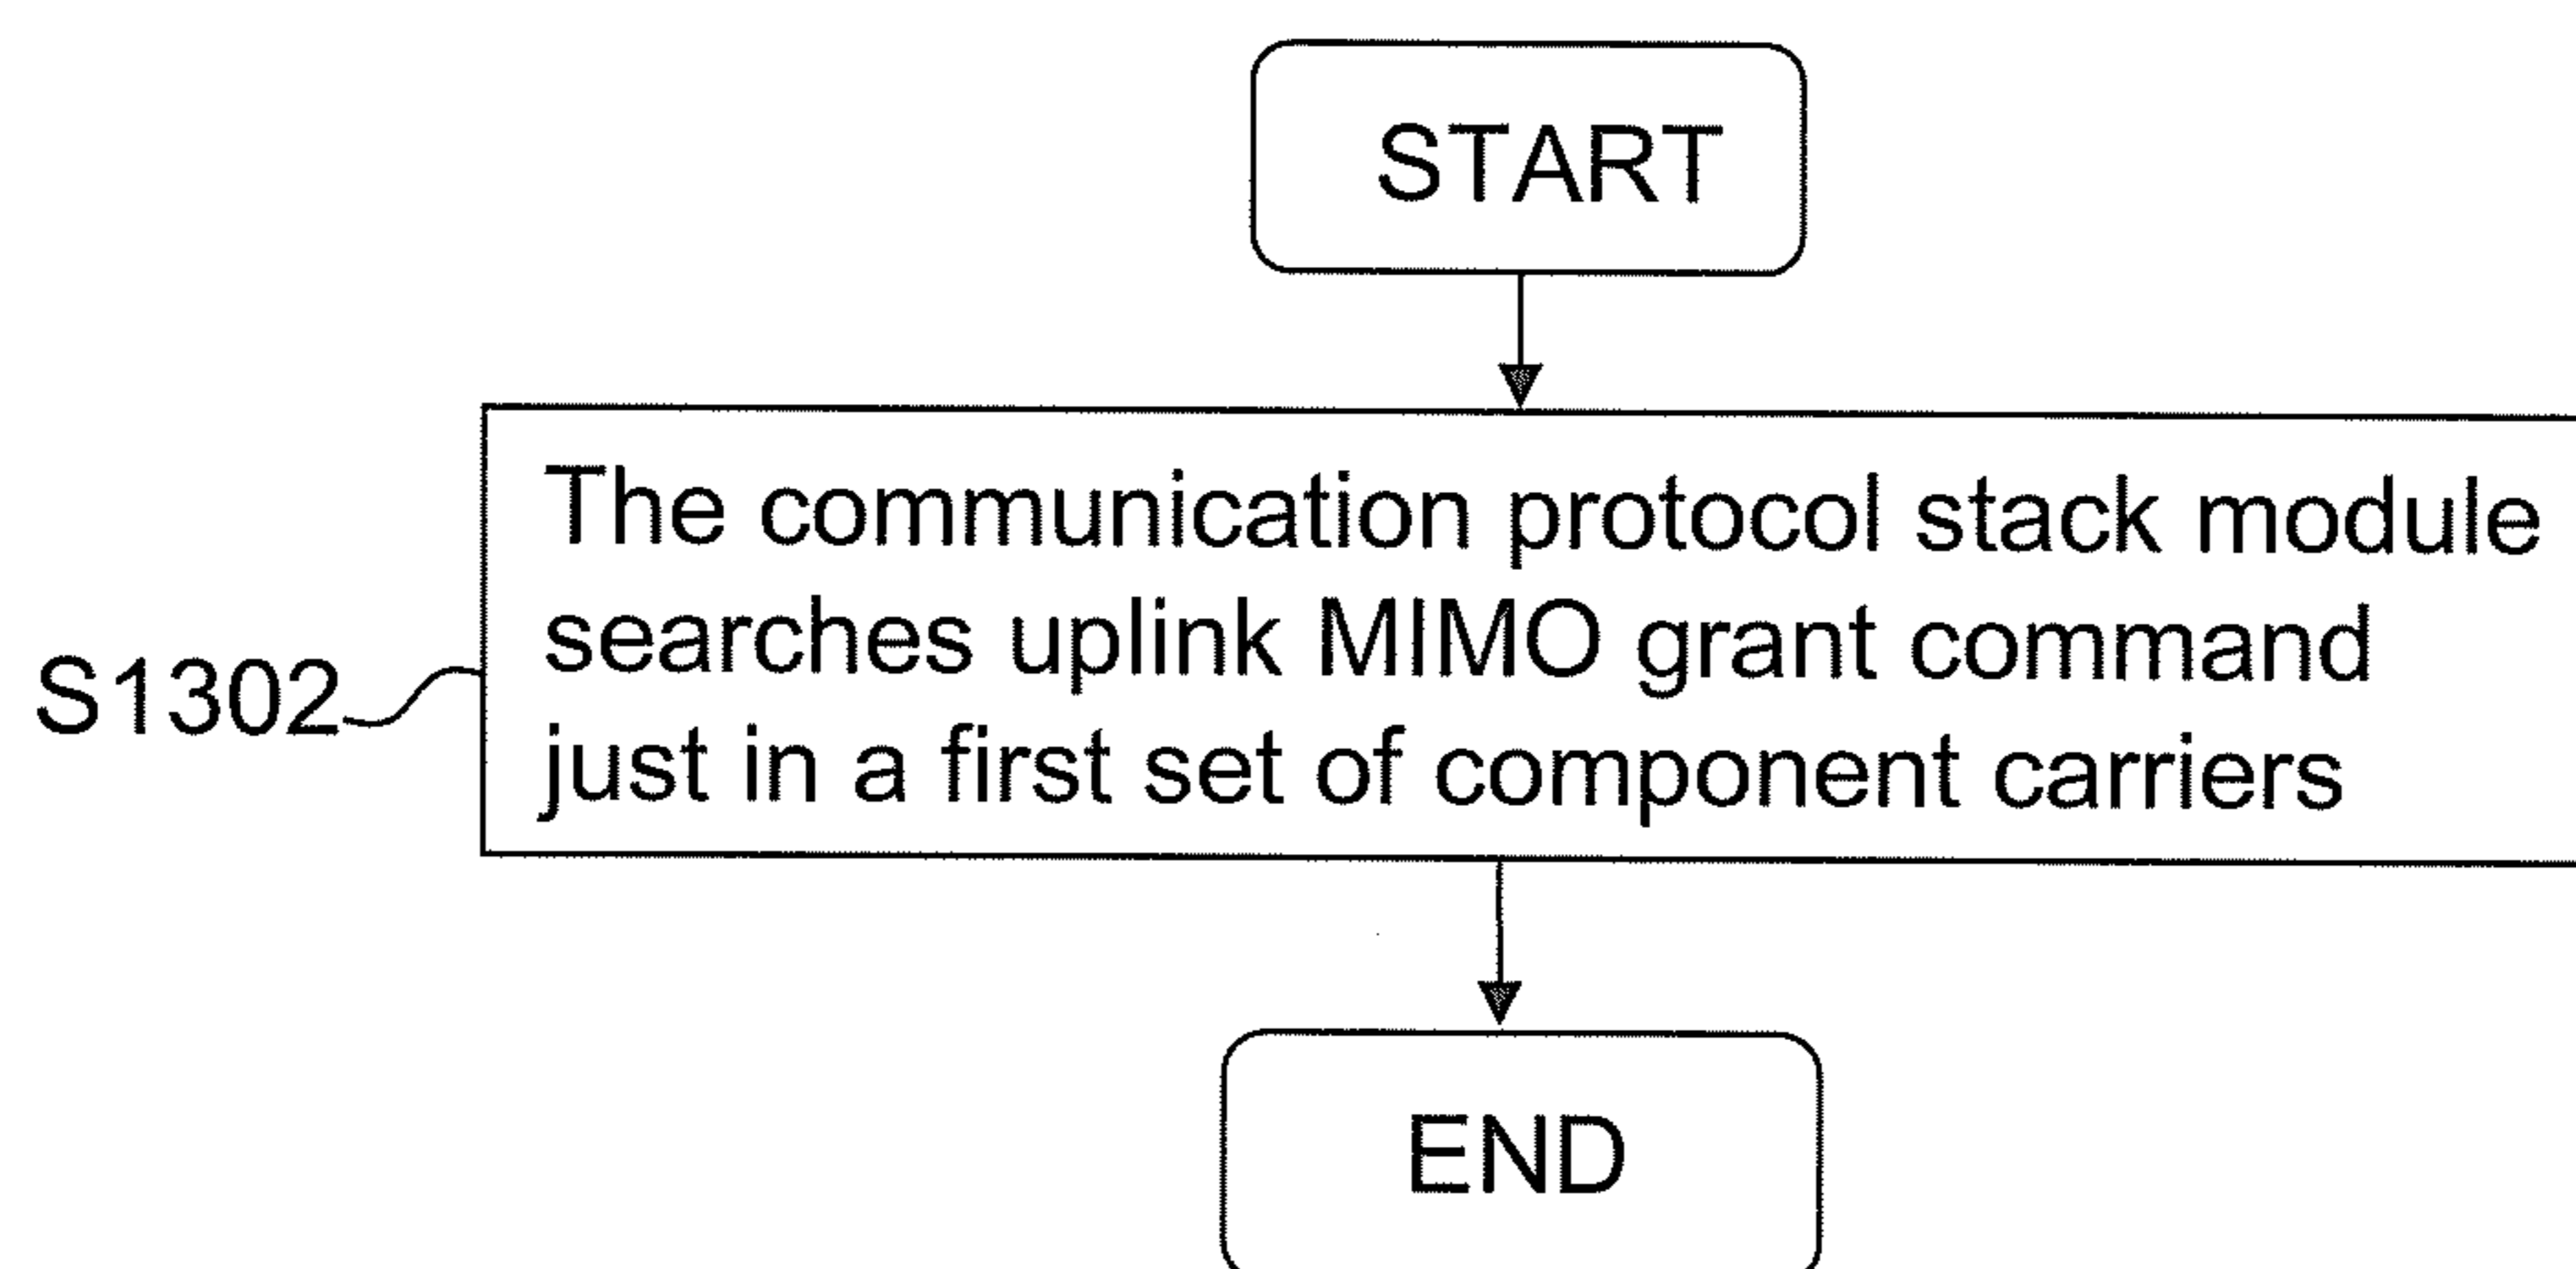 START
The communication protocol stack module
searches uplink MIMO grant command
just in a first set of component carriers
S1302
END